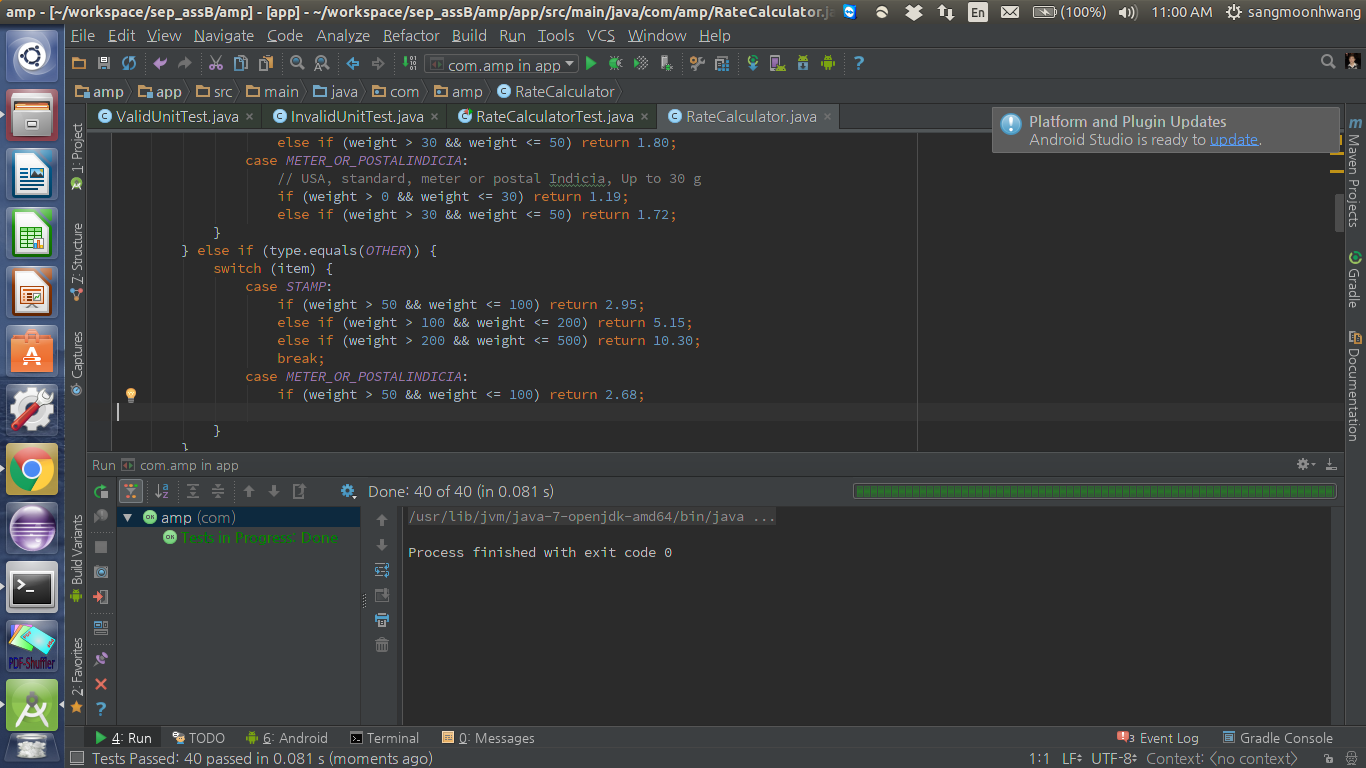 amp - [~/workspace/sep_assB/amp] - [app] - ~/workspace/sep_assB/amp/app/src/main/java/com/amp/RateCalculator.j
En (100%) 11:00 AM sangmoonhwang
File Edit View Navigate Code Analyze Refactor Build Run Tools VCS Window Help
com.amp in app
amp app src main java com amp RateCalculator
ValidUnitTest.java InvalidUnitTest.java RateCalculatorTest.java RateCalculator.java
Platform and Plugin Updates
Android Studio is ready to update.
else if (weight > 30 && weight <= 50) return 1.80;
case METER_OR_POSTALINDICIA:
// USA, standard, meter or postal Indicia, Up to 30 g
if (weight > 0 && weight <= 30) return 1.19;
else if (weight > 30 && weight <= 50) return 1.72;
}
} else if (type.equals(OTHER)) {
switch (item) {
case STAMP:
if (weight > 50 && weight <= 100) return 2.95;
else if (weight > 100 && weight <= 200) return 5.15;
else if (weight > 200 && weight <= 500) return 10.30;
break;
case METER_OR_POSTALINDICIA:
if (weight > 50 && weight <= 100) return 2.68;
}
}
1: Project
7: Structure
Captures
Build Variants
2: Favorites
Maven Projects
Gradle
Documentation
Run com.amp in app
Done: 40 of 40 (in 0.081 s)
amp (com)
Tests in Progress: Done
/usr/lib/jvm/java-7-openjdk-amd64/bin/java ...
Process finished with exit code 0
PDF-Shuffler
4: Run TODO 6: Android Terminal 0: Messages 3 Event Log Gradle Console
Tests Passed: 40 passed in 0.081 s (moments ago) 1:1 LF UTF-8 Context: <no context>